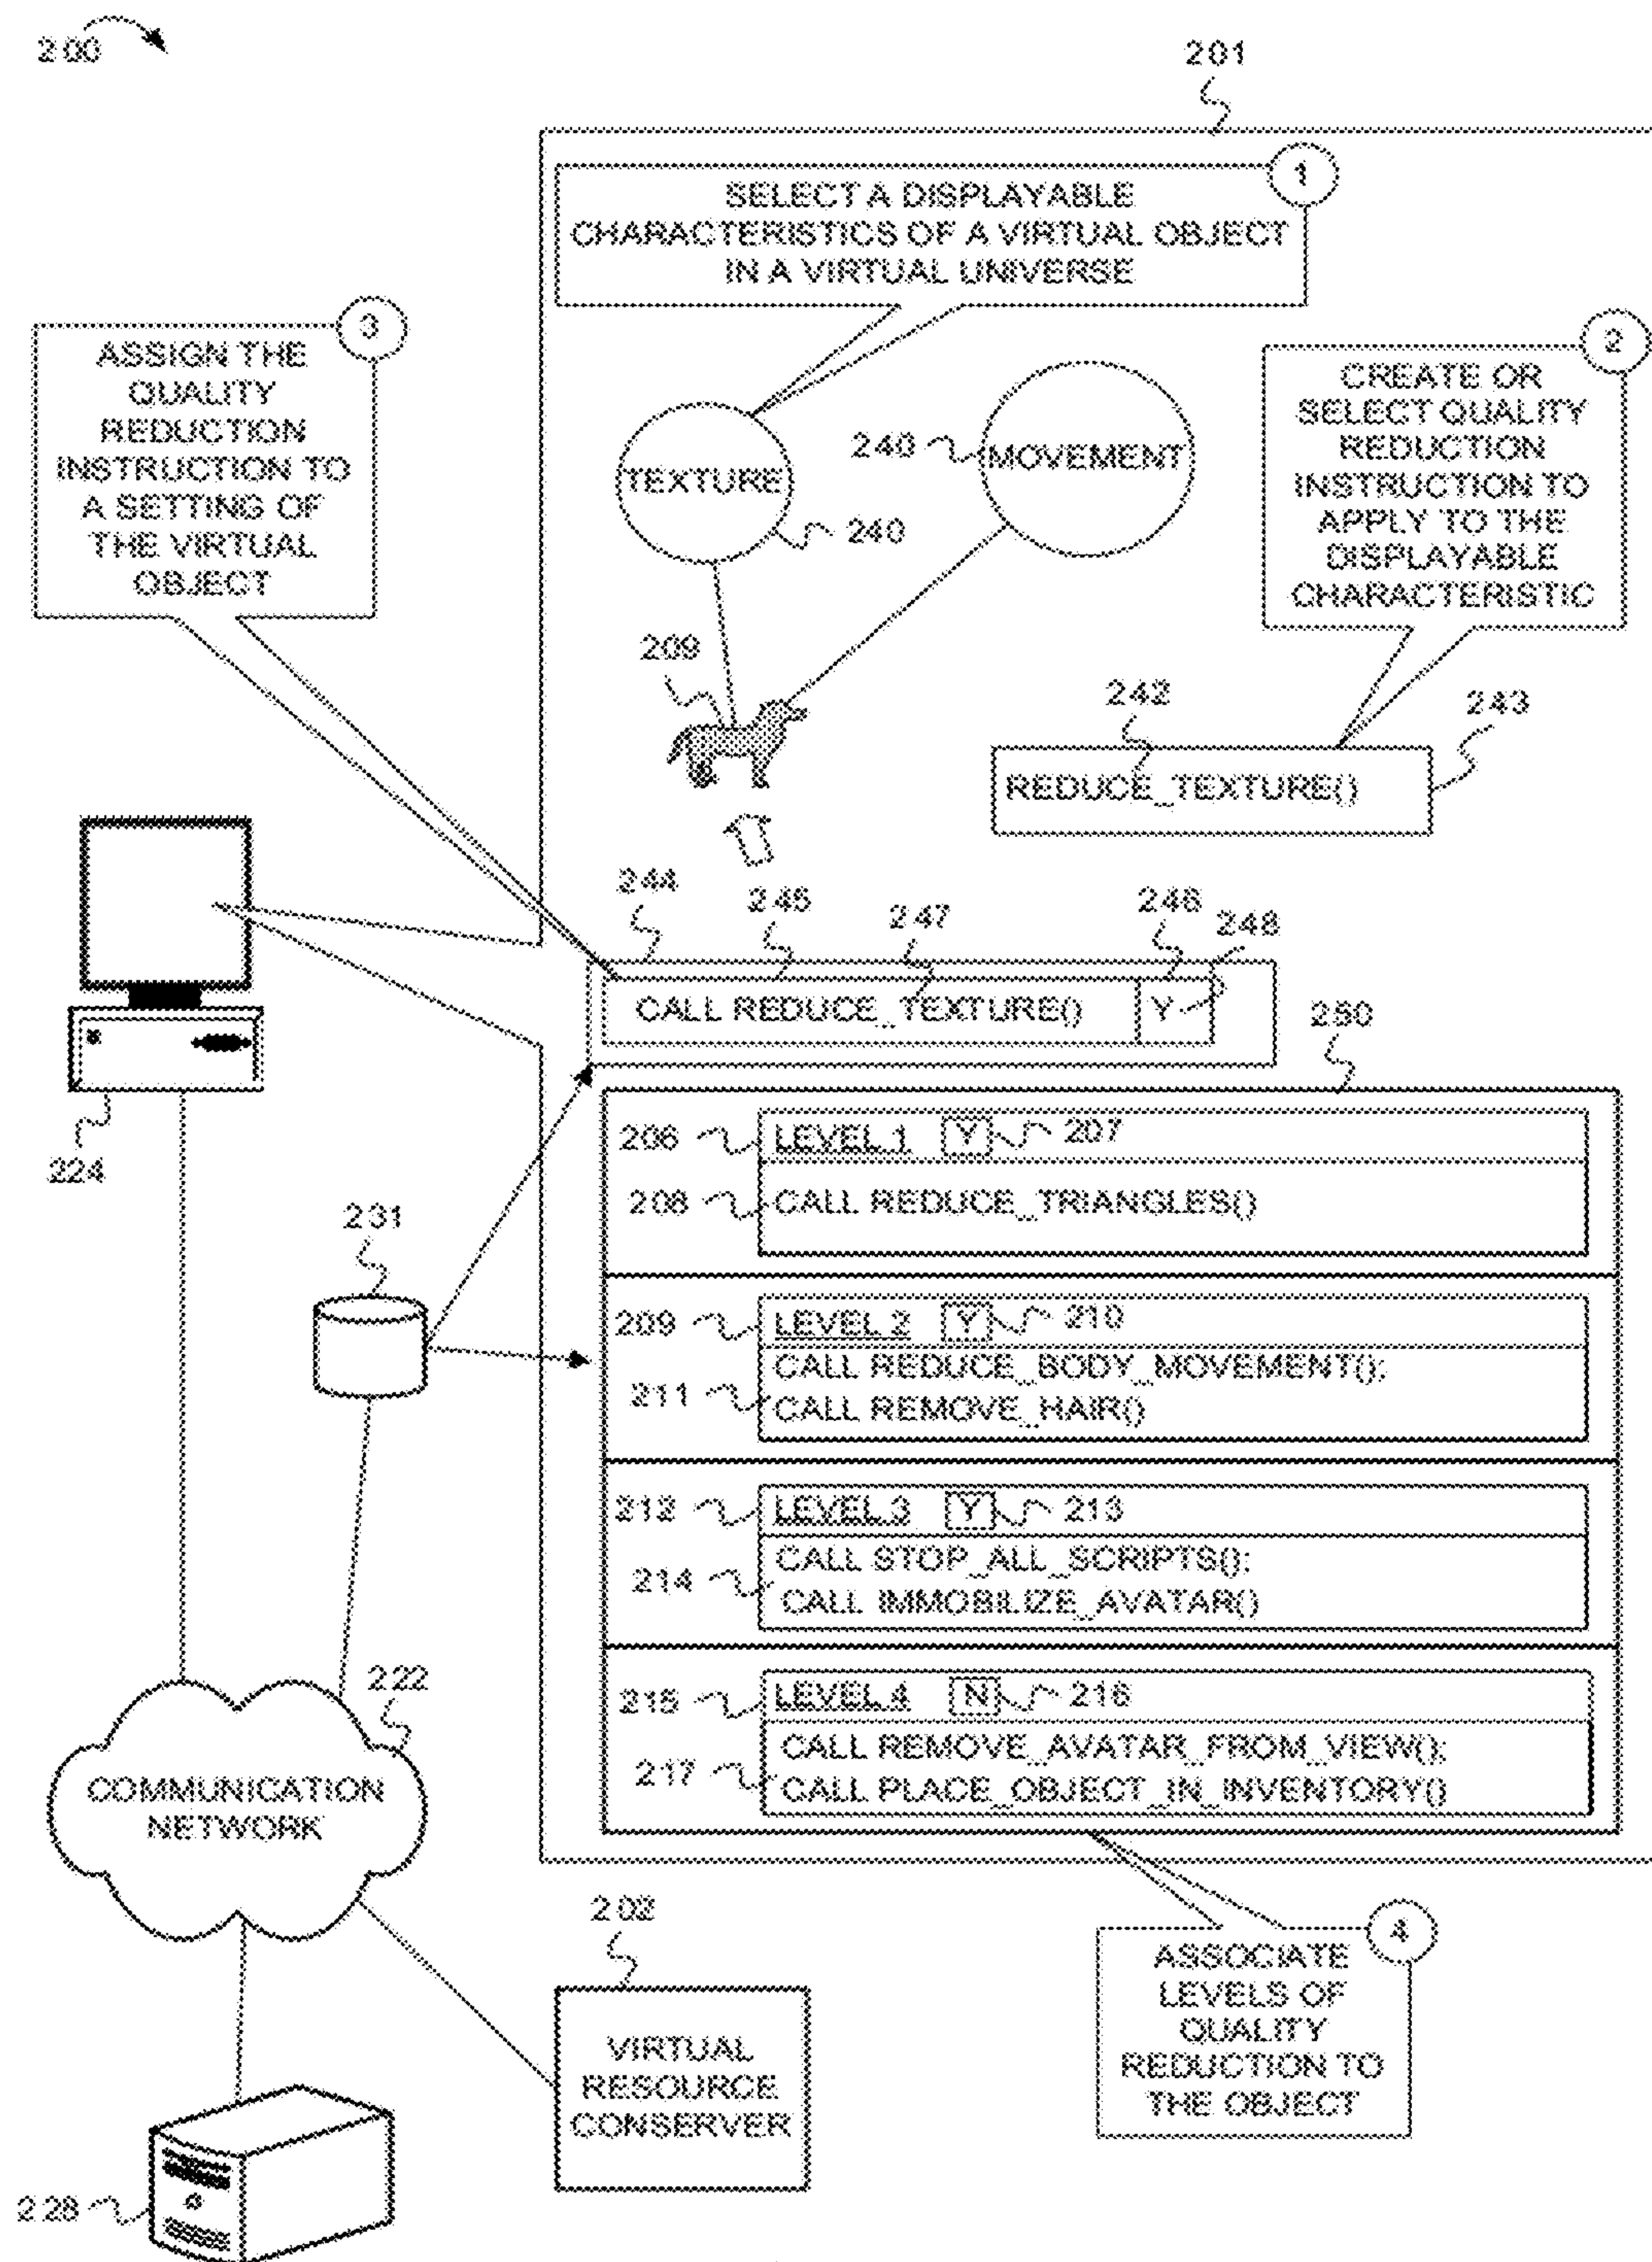 200
201
1
SELECT A DISPLAYABLE
CHARACTERISTICS OF A VIRTUAL OBJECT
IN A VIRTUAL UNIVERSE
3
ASSIGN THE
QUALITY
REDUCTION
INSTRUCTION TO
A SETTING OF
THE VIRTUAL
OBJECT
2
CREATE OR
SELECT QUALITY
REDUCTION
INSTRUCTION TO
APPLY TO THE
DISPLAYABLE
CHARACTERISTIC
TEXTURE
240
240
MOVEMENT
209
242
243
REDUCE_TEXTURE()
244
245
247
246
248
CALL REDUCE_TEXTURE()
Y
250
224
206
LEVEL 1
Y
207
208
CALL REDUCE_TRIANGLES()
231
209
LEVEL 2
Y
210
CALL REDUCE_BODY_MOVEMENT();
211
CALL REMOVE_HAIR()
212
LEVEL 3
Y
213
CALL STOP_ALL_SCRIPTS();
214
CALL IMMOBILIZE_AVATAR()
215
LEVEL 4
N
216
CALL REMOVE_AVATAR_FROM_VIEW();
217
CALL PLACE_OBJECT_IN_INVENTORY()
222
COMMUNICATION
NETWORK
202
VIRTUAL
RESOURCE
CONSERVER
4
ASSOCIATE
LEVELS OF
QUALITY
REDUCTION TO
THE OBJECT
228